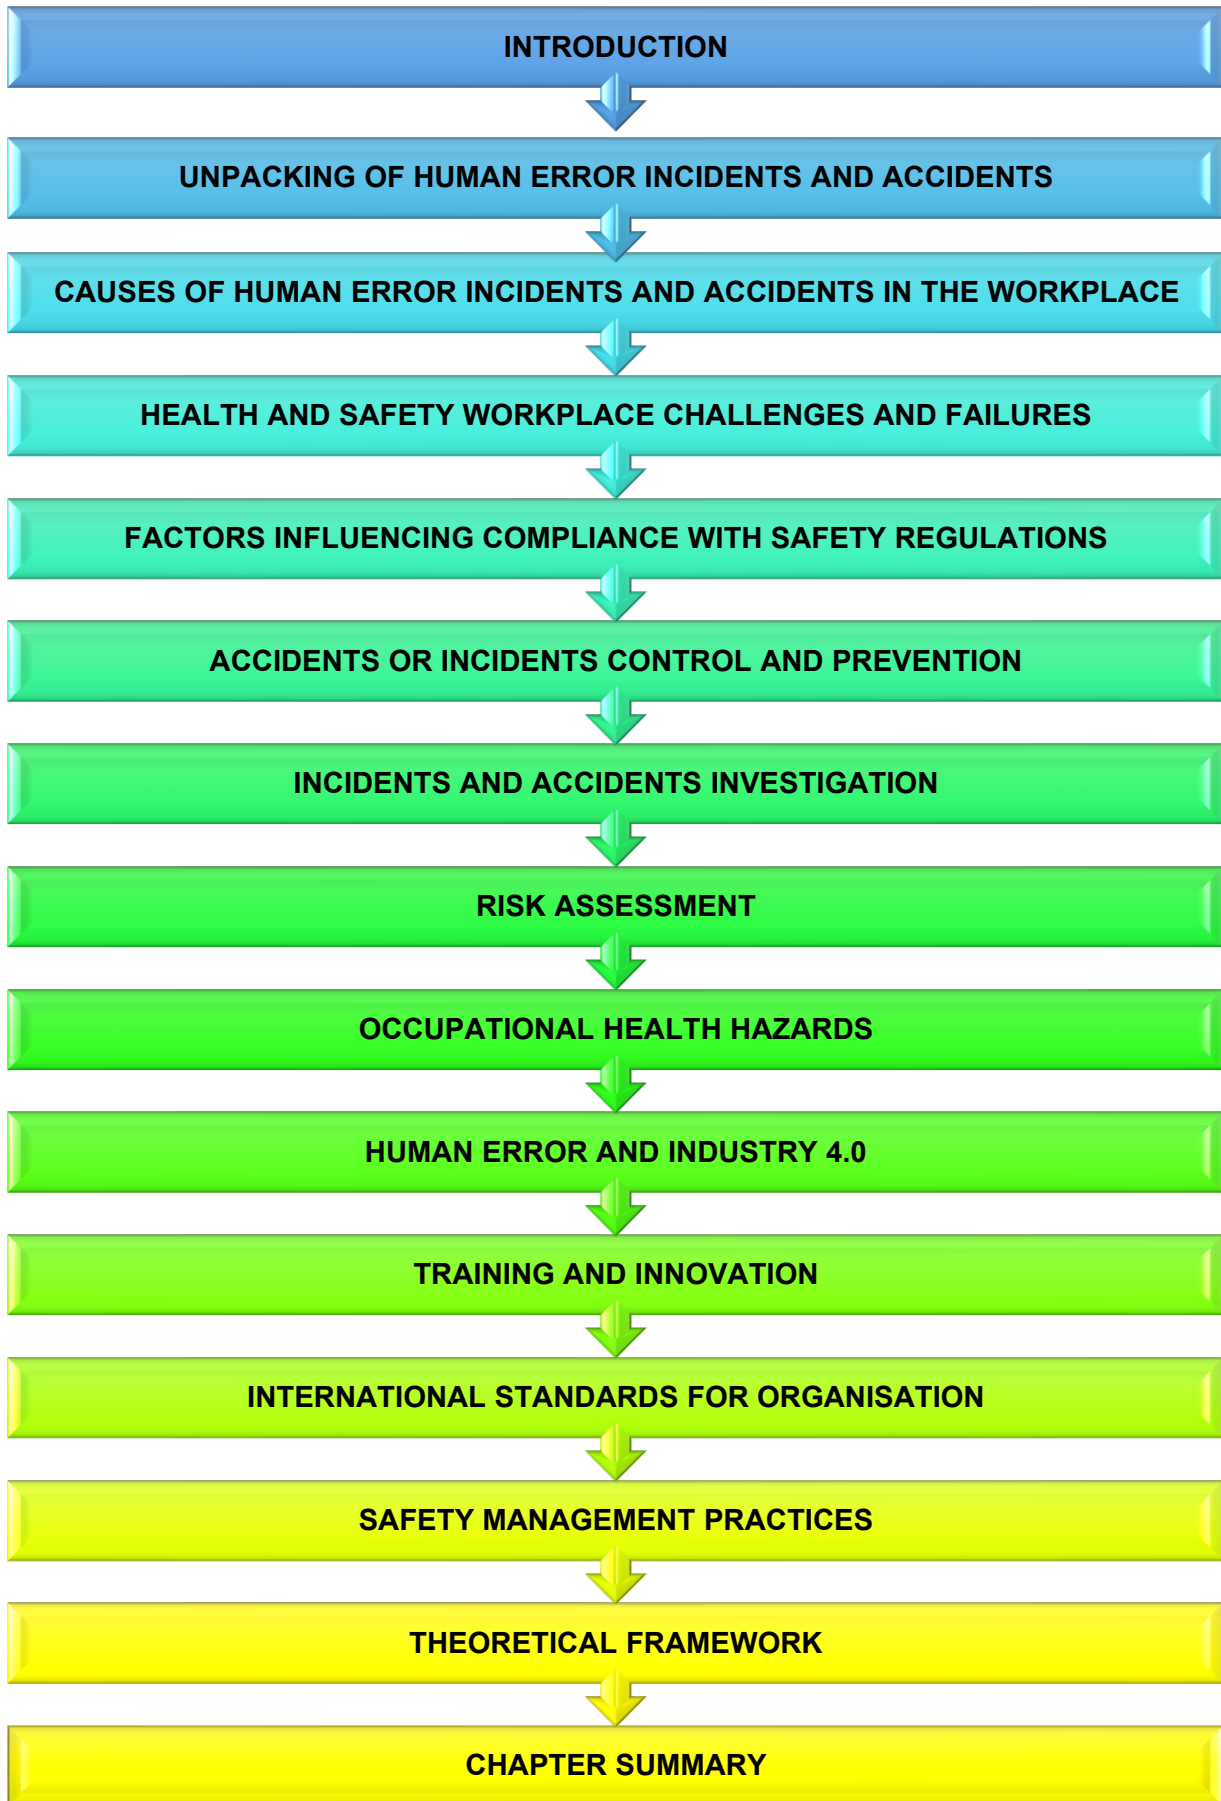 INTRODUCTION
UNPACKING OF HUMAN ERROR INCIDENTS AND ACCIDENTS
CAUSES OF HUMAN ERROR INCIDENTS AND ACCIDENTS IN THE WORKPLACE
HEALTH AND SAFETY WORKPLACE CHALLENGES AND FAILURES
FACTORS INFLUENCING COMPLIANCE WITH SAFETY REGULATIONS
ACCIDENTS OR INCIDENTS CONTROL AND PREVENTION
INCIDENTS AND ACCIDENTS INVESTIGATION
RISK ASSESSMENT
OCCUPATIONAL HEALTH HAZARDS
HUMAN ERROR AND INDUSTRY 4.0
TRAINING AND INNOVATION
INTERNATIONAL STANDARDS FOR ORGANISATION
SAFETY MANAGEMENT PRACTICES
THEORETICAL FRAMEWORK
CHAPTER SUMMARY